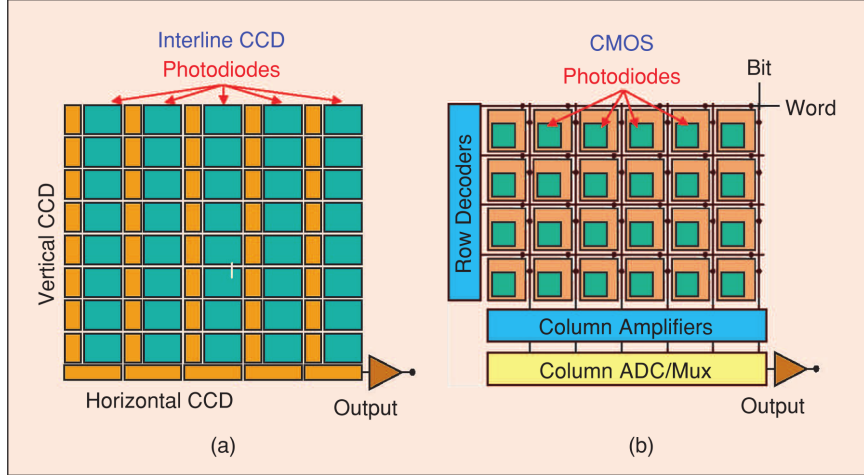 Interline CCD
Photodiodes
Vertical CCD
Horizontal CCD
Output
(a)
CMOS
Photodiodes
Bit
Word
Row Decoders
Column Amplifiers
Column ADC/Mux
Output
(b)